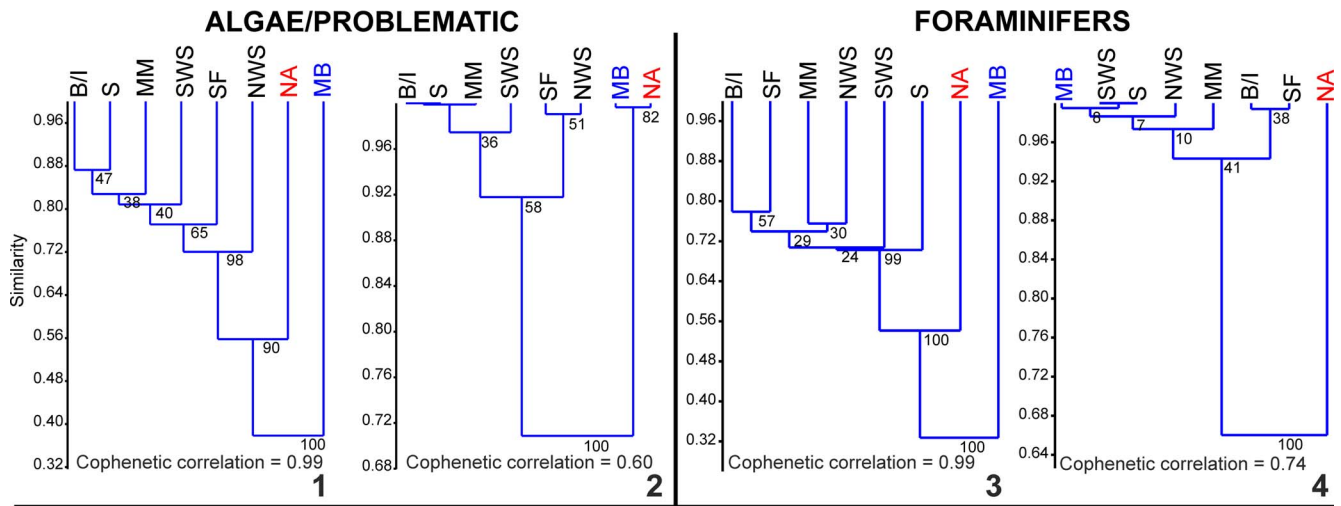 ALGAE/PROBLEMATIC
FORAMINIFERS
B/I
S
MM
SWS
SF
NWS
NA
MB
Similarity
0.96
0.88
0.80
0.72
0.64
0.56
0.48
0.40
0.32
47
38
40
65
98
90
100
Cophenetic correlation = 0.99
1
B/I
S
MM
SWS
SF
NWS
MB
NA
0.96
0.92
0.88
0.84
0.80
0.76
0.72
0.68
36
51
82
58
100
Cophenetic correlation = 0.60
2
B/I
SF
MM
NWS
SWS
S
NA
MB
0.96
0.88
0.80
0.72
0.64
0.56
0.48
0.40
0.32
57
30
29
24
99
100
100
Cophenetic correlation = 0.99
3
MB
SWS
S
NWS
MM
B/I
SF
NA
0.96
0.92
0.88
0.84
0.80
0.76
0.72
0.68
0.64
8
7
10
38
41
100
Cophenetic correlation = 0.74
4